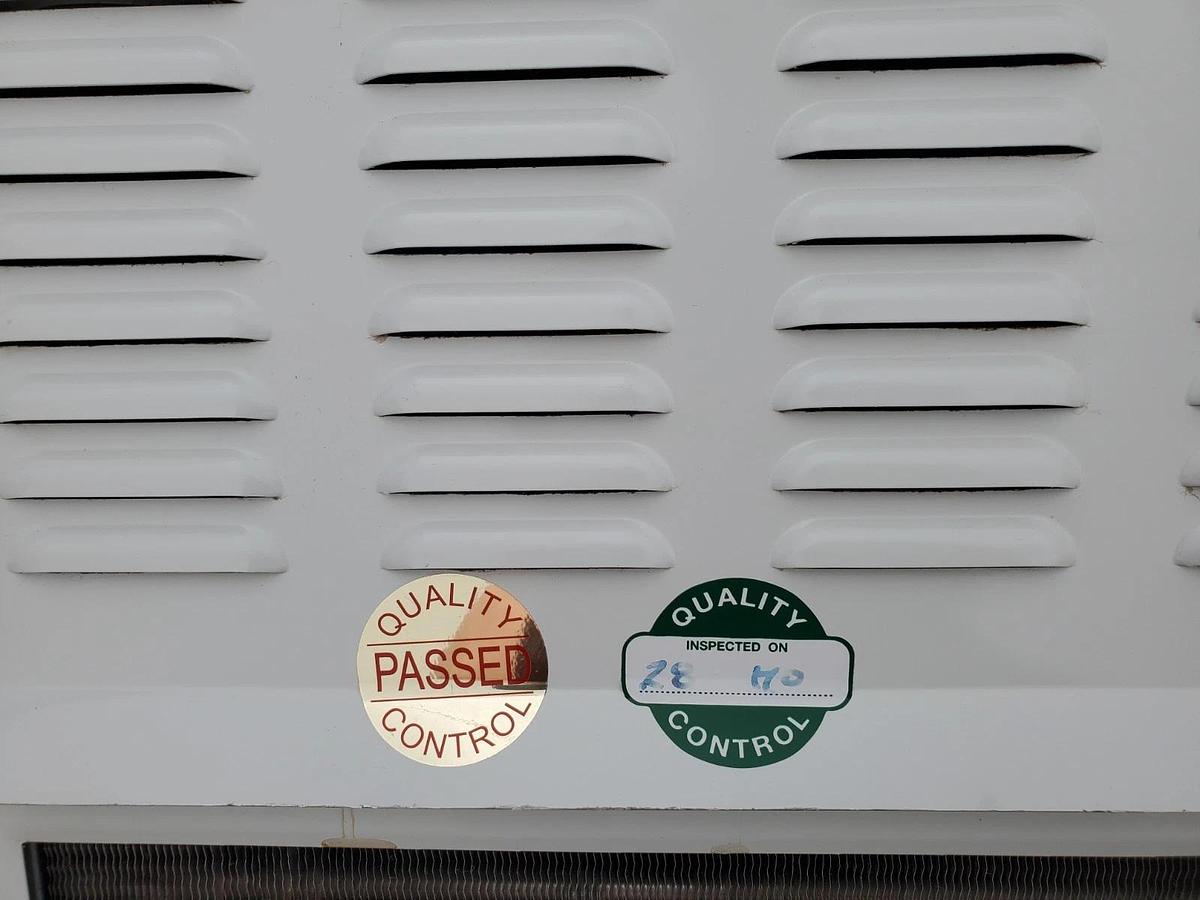 QUALITY
PASSED
CONTROL
QUALITY
INSPECTED ON
28
CONTROL